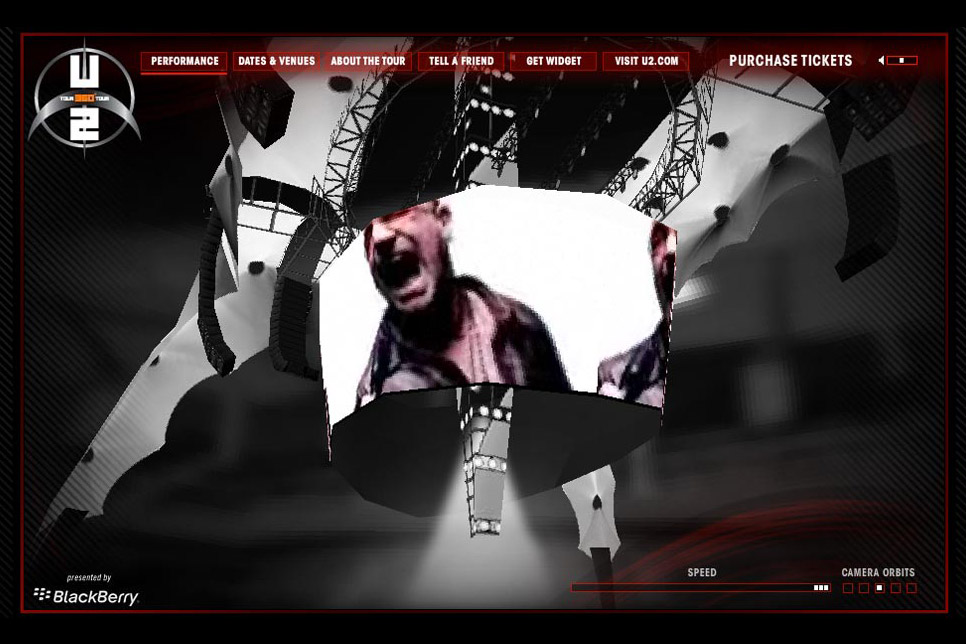 U2
TOUR 360° TOUR
PERFORMANCE
DATES & VENUES
ABOUT THE TOUR
TELL A FRIEND
GET WIDGET
VISIT U2.COM
PURCHASE TICKETS
SPEED
CAMERA ORBITS
presented by
BlackBerry